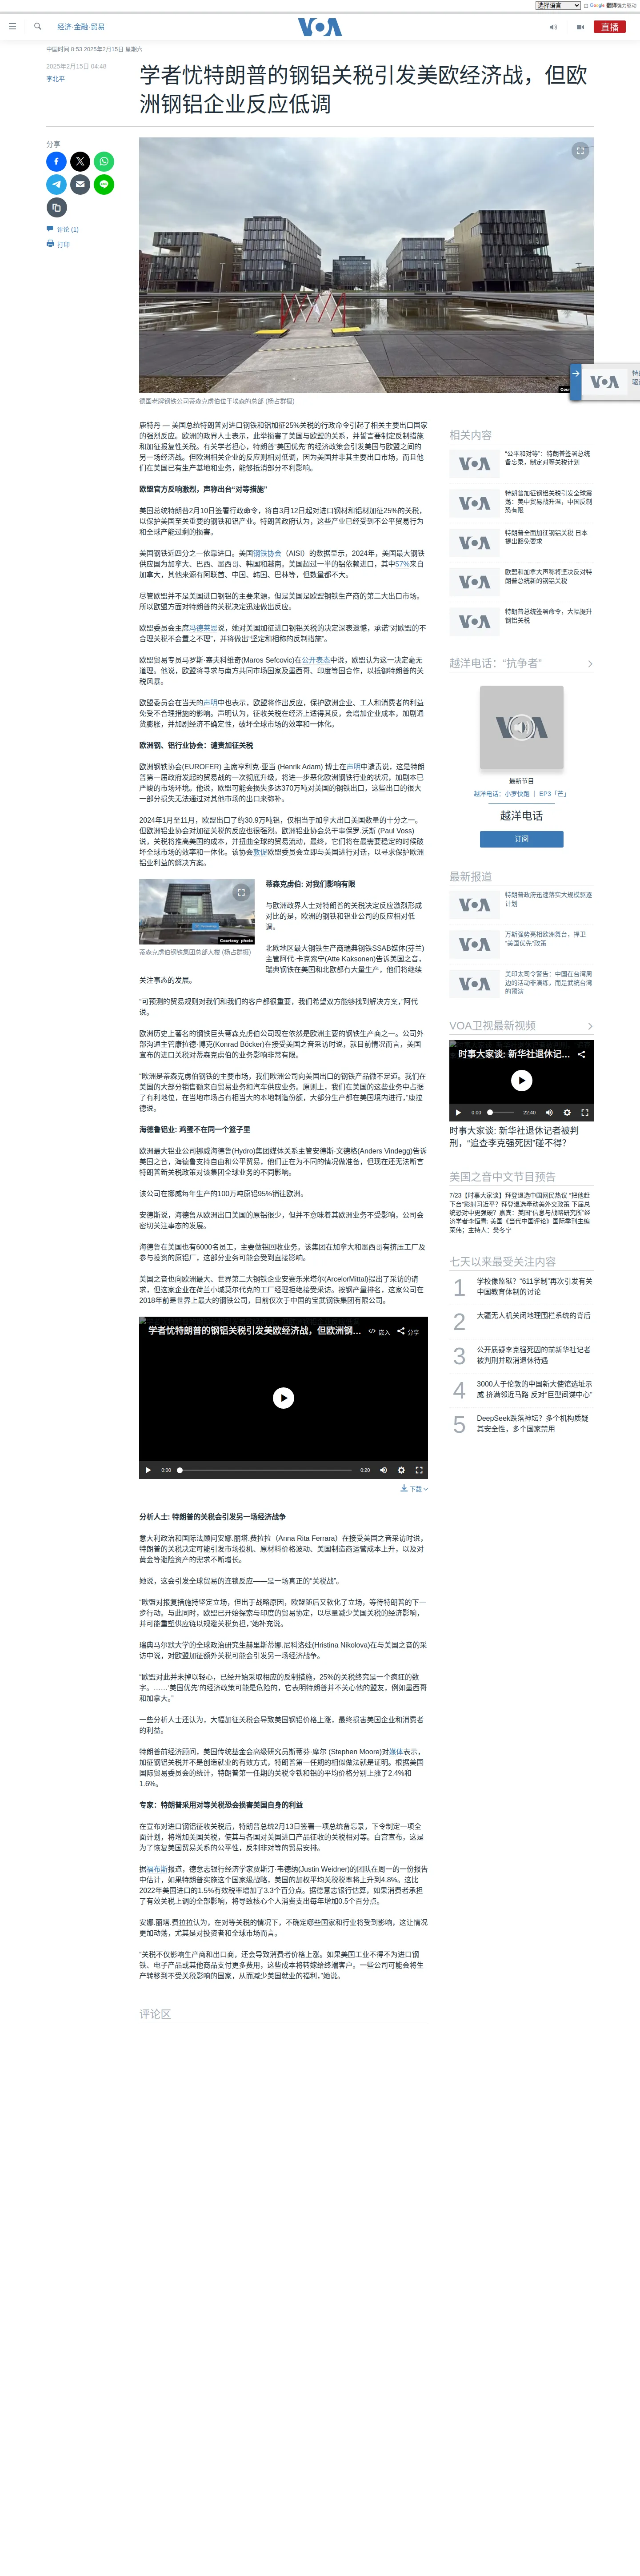 选择语言 由 Google 翻译强力驱动
经济·金融·贸易
VOA
直播
中国时间 8:53 2025年2月15日 星期六
2025年2月15日 04:48
李北平
学者忧特朗普的钢铝关税引发美欧经济战，但欧
洲钢铝企业反应低调
分享
评论 (1)
打印
德国老牌钢铁公司蒂森克虏伯位于埃森的总部 (杨占群摄)
鹿特丹 — 美国总统特朗普对进口钢铁和铝加征25%关税的行政命令引起了相关主要出口国家
的强烈反应。欧洲的政界人士表示，此举损害了美国与欧盟的关系，并誓言要制定反制措施
和加征报复性关税。有关学者担心，特朗普“美国优先”的经济政策会引发美国与欧盟之间的
另一场经济战。但欧洲相关企业的反应则相对低调，因为美国并非其主要出口市场，而且他
们在美国已有生产基地和业务，能够抵消部分不利影响。
欧盟官方反响激烈，声称出台“对等措施”
美国总统特朗普2月10日签署行政命令，将自3月12日起对进口钢材和铝材加征25%的关税，
以保护美国至关重要的钢铁和铝产业。特朗普政府认为，这些产业已经受到不公平贸易行为
和全球产能过剩的损害。
美国钢铁近四分之一依靠进口。美国钢铁协会（AISI）的数据显示，2024年，美国最大钢铁
供应国为加拿大、巴西、墨西哥、韩国和越南。美国超过一半的铝依赖进口，其中57%来自
加拿大，其他来源有阿联酋、中国、韩国、巴林等，但数量都不大。
尽管欧盟并不是美国进口钢铝的主要来源，但是美国是欧盟钢铁生产商的第二大出口市场。
所以欧盟方面对特朗普的关税决定迅速做出反应。
欧盟委员会主席冯德莱恩说，她对美国加征进口钢铝关税的决定深表遗憾，承诺“对欧盟的不
合理关税不会置之不理”，并将做出“坚定和相称的反制措施”。
欧盟贸易专员马罗斯·塞夫科维奇(Maros Sefcovic)在公开表态中说，欧盟认为这一决定毫无
道理。他说，欧盟将寻求与南方共同市场国家及墨西哥、印度等国合作，以抵御特朗普的关
税风暴。
欧盟委员会在当天的声明中也表示，欧盟将作出反应，保护欧洲企业、工人和消费者的利益
免受不合理措施的影响。声明认为，征收关税在经济上适得其反，会增加企业成本，加剧通
货膨胀，并加剧经济不确定性，破坏全球市场的效率和一体化。
欧洲钢、铝行业协会：谴责加征关税
欧洲钢铁协会(EUROFER) 主席亨利克·亚当 (Henrik Adam) 博士在声明中谴责说，这是特朗
普第一届政府发起的贸易战的一次彻底升级，将进一步恶化欧洲钢铁行业的状况，加剧本已
严峻的市场环境。他说，欧盟可能会损失多达370万吨对美国的钢铁出口，这些出口的很大
一部分损失无法通过对其他市场的出口来弥补。
2024年1月至11月，欧盟出口了约30.9万吨铝，仅相当于加拿大出口美国数量的十分之一。
但欧洲铝业协会对加征关税的反应也很强烈。欧洲铝业协会总干事保罗.沃斯 (Paul Voss)
说，关税将推高美国的成本，并扭曲全球的贸易流动，最终，它们将在最需要稳定的时候破
坏全球市场的效率和一体化。该协会敦促欧盟委员会立即与美国进行对话，以寻求保护欧洲
铝业利益的解决方案。
Courtesy photo
蒂森克虏伯钢铁集团总部大楼 (杨占群摄)
蒂森克虏伯: 对我们影响有限
与欧洲政界人士对特朗普的关税决定反应激烈形成
对比的是，欧洲的钢铁和铝业公司的反应相对低
调。
北欧地区最大钢铁生产商瑞典钢铁SSAB媒体(芬兰)
主管阿代·卡克索宁(Atte Kaksonen)告诉美国之音，
瑞典钢铁在美国和北欧都有大量生产，他们将继续
关注事态的发展。
“可预测的贸易规则对我们和我们的客户都很重要，我们希望双方能够找到解决方案，”阿代
说。
欧洲历史上著名的钢铁巨头蒂森克虏伯公司现在依然是欧洲主要的钢铁生产商之一。公司外
部沟通主管康拉德·博克(Konrad Böcker)在接受美国之音采访时说，就目前情况而言，美国
宣布的进口关税对蒂森克虏伯的业务影响非常有限。
“欧洲是蒂森克虏伯钢铁的主要市场，我们欧洲公司向美国出口的钢铁产品微不足道。我们在
美国的大部分销售额来自贸易业务和汽车供应业务。原则上，我们在美国的这些业务中占据
了有利地位，在当地市场占有相当大的本地制造份额，大部分生产都在美国境内进行，”康拉
德说。
海德鲁铝业: 鸡蛋不在同一个篮子里
欧洲最大铝业公司挪威海德鲁(Hydro)集团媒体关系主管安德斯·文德格(Anders Vindegg)告诉
美国之音，海德鲁支持自由和公平贸易，他们正在为不同的情况做准备，但现在还无法断言
特朗普新关税政策对该集团全球业务的不同影响。
该公司在挪威每年生产的100万吨原铝95%销往欧洲。
安德斯说，海德鲁从欧洲出口美国的原铝很少，但并不意味着其欧洲业务不受影响，公司会
密切关注事态的发展。
海德鲁在美国也有6000名员工，主要做铝回收业务。该集团在加拿大和墨西哥有挤压工厂及
参与投资的原铝厂，这部分业务可能会受到直接影响。
美国之音也向欧洲最大、世界第二大钢铁企业安赛乐米塔尔(ArcelorMittal)提出了采访的请
求，但这家企业在荷兰小城莫尔代克的工厂经理拒绝接受采访。按钢产量排名，这家公司在
2018年前是世界上最大的钢铁公司，目前仅次于中国的宝武钢铁集团有限公司。
学者忧特朗普的钢铝关税引发美欧经济战，但欧洲钢... 嵌入 分享
0:00 0:20
下载
分析人士: 特朗普的关税会引发另一场经济战争
意大利政治和国际法顾问安娜.丽塔.费拉拉（Anna Rita Ferrara）在接受美国之音采访时说，
特朗普的关税决定可能引发市场投机、原材料价格波动、美国制造商运营成本上升，以及对
黄金等避险资产的需求不断增长。
她说，这会引发全球贸易的连锁反应——是一场真正的“关税战”。
“欧盟对报复措施持坚定立场，但出于战略原因，欧盟随后又软化了立场，等待特朗普的下一
步行动。与此同时，欧盟已开始探索与印度的贸易协定，以尽量减少美国关税的经济影响，
并可能重塑供应链以规避关税负担，”她补充说。
瑞典马尔默大学的全球政治研究生赫里斯蒂娜.尼科洛娃(Hristina Nikolova)在与美国之音的采
访中说，对欧盟加征额外关税可能会引发另一场经济战争。
“欧盟对此并未掉以轻心，已经开始采取相应的反制措施，25%的关税终究是一个疯狂的数
字。……‘美国优先’的经济政策可能是危险的，它表明特朗普并不关心他的盟友，例如墨西哥
和加拿大。”
一些分析人士还认为，大幅加征关税会导致美国钢铝价格上涨，最终损害美国企业和消费者
的利益。
特朗普前经济顾问，美国传统基金会高级研究员斯蒂芬·摩尔 (Stephen Moore)对媒体表示，
加征钢铝关税并不是创造就业的有效方式，特朗普第一任期的相似做法就是证明。根据美国
国际贸易委员会的统计，特朗普第一任期的关税令铁和铝的平均价格分别上涨了2.4%和
1.6%。
专家：特朗普采用对等关税恐会损害美国自身的利益
在宣布对进口钢铝征收关税后，特朗普总统2月13日签署一项总统备忘录，下令制定一项全
面计划，将增加美国关税，使其与各国对美国进口产品征收的关税相对等。白宫宣布，这是
为了恢复美国贸易关系的公平性，反制非对等的贸易安排。
据福布斯报道，德意志银行经济学家贾斯汀·韦德纳(Justin Weidner)的团队在周一的一份报告
中估计，如果特朗普实施这个国家级战略，美国的加权平均关税税率将上升到4.8%。这比
2022年美国进口的1.5%有效税率增加了3.3个百分点。据德意志银行估算，如果消费者承担
了有效关税上调的全部影响，将导致核心个人消费支出每年增加0.5个百分点。
安娜.丽塔.费拉拉认为，在对等关税的情况下，不确定哪些国家和行业将受到影响，这让情况
更加动荡，尤其是对投资者和全球市场而言。
“关税不仅影响生产商和出口商，还会导致消费者价格上涨。如果美国工业不得不为进口钢
铁、电子产品或其他商品支付更多费用，这些成本将转嫁给终端客户。一些公司可能会将生
产转移到不受关税影响的国家，从而减少美国就业的福利，”她说。
评论区
相关内容
“公平和对等”：特朗普签署总统
备忘录，制定对等关税计划
特朗普加征钢铝关税引发全球震
荡：美中贸易战升温，中国反制
恐有限
特朗普全面加征钢铝关税 日本
提出豁免要求
欧盟和加拿大声称将坚决反对特
朗普总统新的钢铝关税
特朗普总统签署命令，大幅提升
钢铝关税
越洋电话：“抗争者”
最新节目
越洋电话：小罗快跑 ｜ EP3「芒」
越洋电话
订阅
最新报道
特朗普政府迅速落实大规模驱逐
计划
万斯强势亮相欧洲舞台，捍卫
“美国优先”政策
美印太司令警告：中国在台湾周
边的活动非演练，而是武统台湾
的预演
VOA卫视最新视频
时事大家谈: 新华社退休记...
0:00 22:40
时事大家谈: 新华社退休记者被判
刑，“追查李克强死因”碰不得?
美国之音中文节目预告
7/23【时事大家谈】拜登退选中国网民热议 “把他赶
下台”影射习近平？拜登退选牵动美外交政策 下届总
统恐对中更强硬？嘉宾：美国“信息与战略研究所”经
济学者李恒青; 美国《当代中国评论》国际季刊主编
荣伟；主持人：樊冬宁
七天以来最受关注内容
1 学校像监狱？“611学制”再次引发有关
中国教育体制的讨论
2 大疆无人机关闭地理围栏系统的背后
3 公开质疑李克强死因的前新华社记者
被判刑并取消退休待遇
4 3000人于伦敦的中国新大使馆选址示
威 挤满邻近马路 反对“巨型间谍中心”
5 DeepSeek跌落神坛？多个机构质疑
其安全性，多个国家禁用